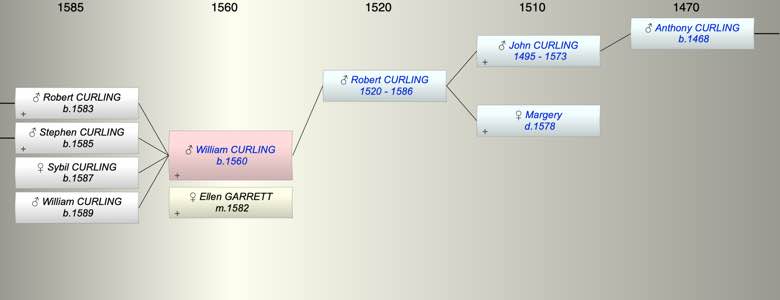 1585 1560 1520 1510 1470
♂ Anthony CURLING
b.1468
♂ John CURLING
1495 - 1573
+
♂ Robert CURLING
1520 - 1586
♀ Margery
d.1578
+
♂ Robert CURLING
b.1583
+
♂ Stephen CURLING
b.1585
+
♀ Sybil CURLING
b.1587
♂ William CURLING
b.1589
♂ William CURLING
b.1560
+
♀ Ellen GARRETT
m.1582
+